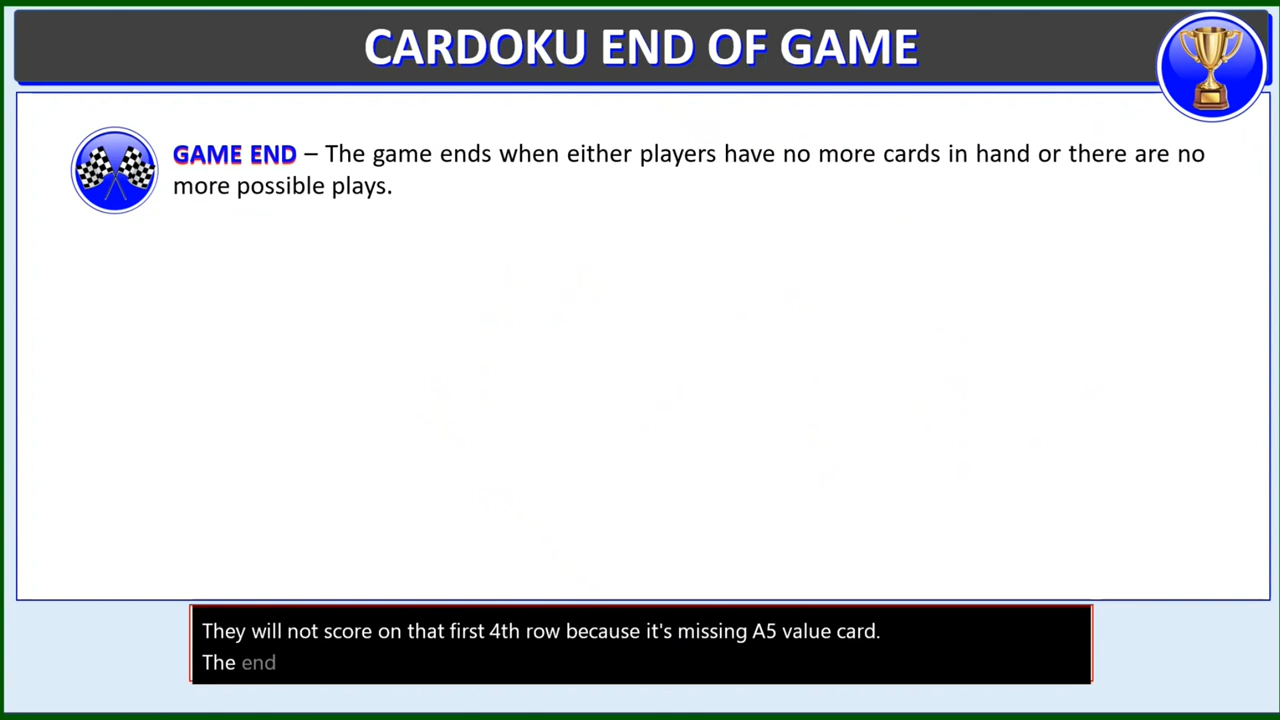 CARDOKU END OF GAME
GAME END – The game ends when either players have no more cards in hand or there are no
more possible plays.
They will not score on that first 4th row because it's missing A5 value card.
The end